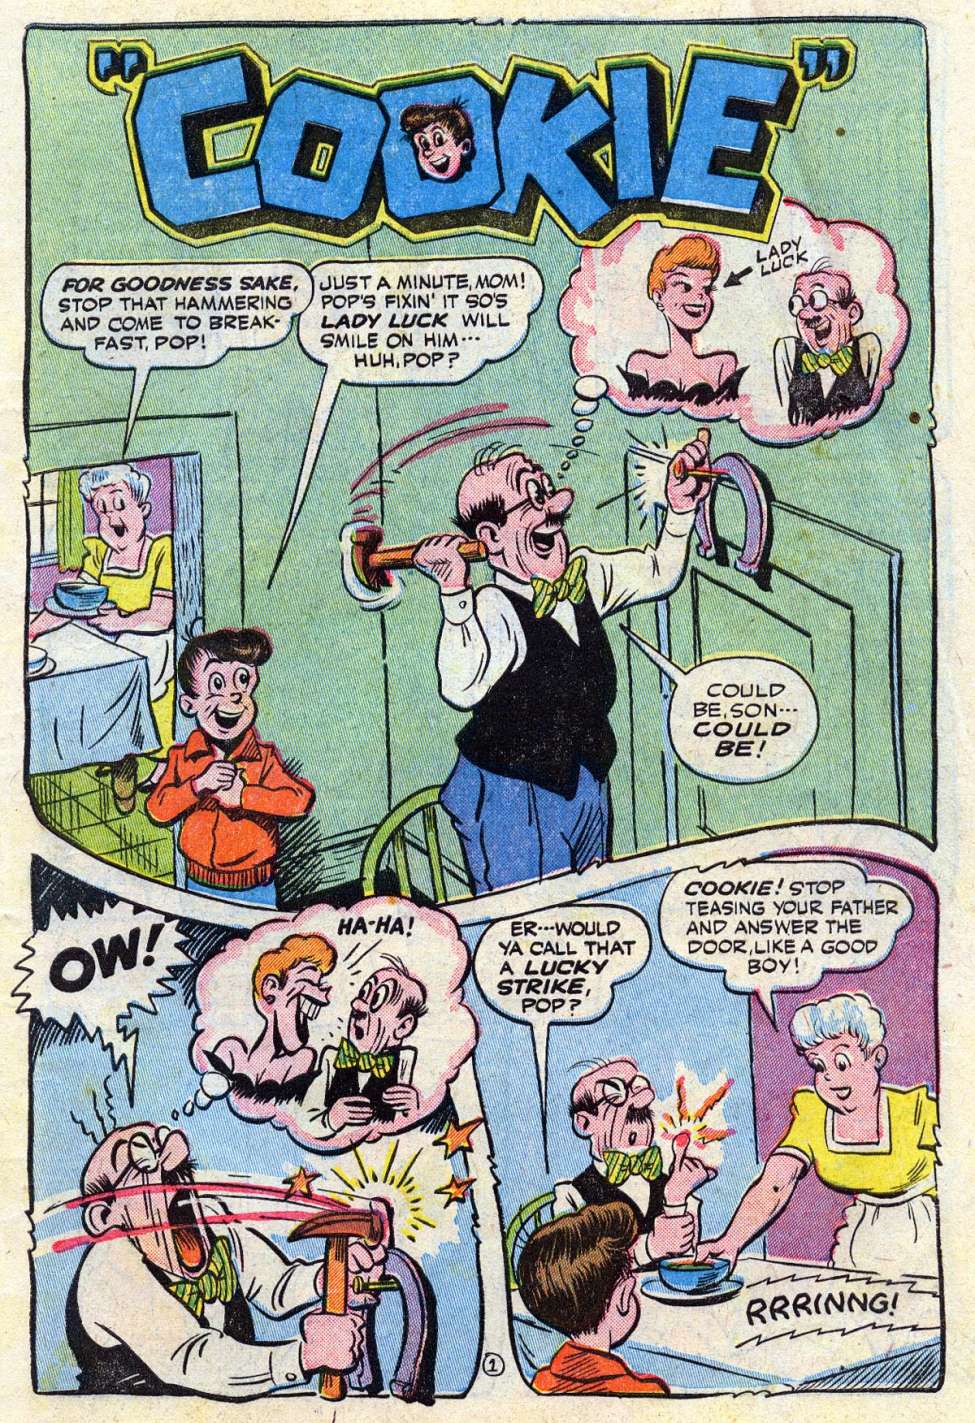 "COOKIE"
FOR GOODNESS SAKE,
STOP THAT HAMMERING
AND COME TO BREAK-
FAST, POP!
JUST A MINUTE, MOM!
POP'S FIXIN' IT SO'S
LADY LUCK WILL
SMILE ON HIM---
HUH, POP?
LADY
LUCK
COULD
BE, SON---
COULD
BE!
OW!
HA-HA!
ER---WOULD
YA CALL THAT
A LUCKY
STRIKE,
POP?
COOKIE! STOP
TEASING YOUR FATHER
AND ANSWER THE
DOOR, LIKE A GOOD
BOY!
RRRINNG!
1